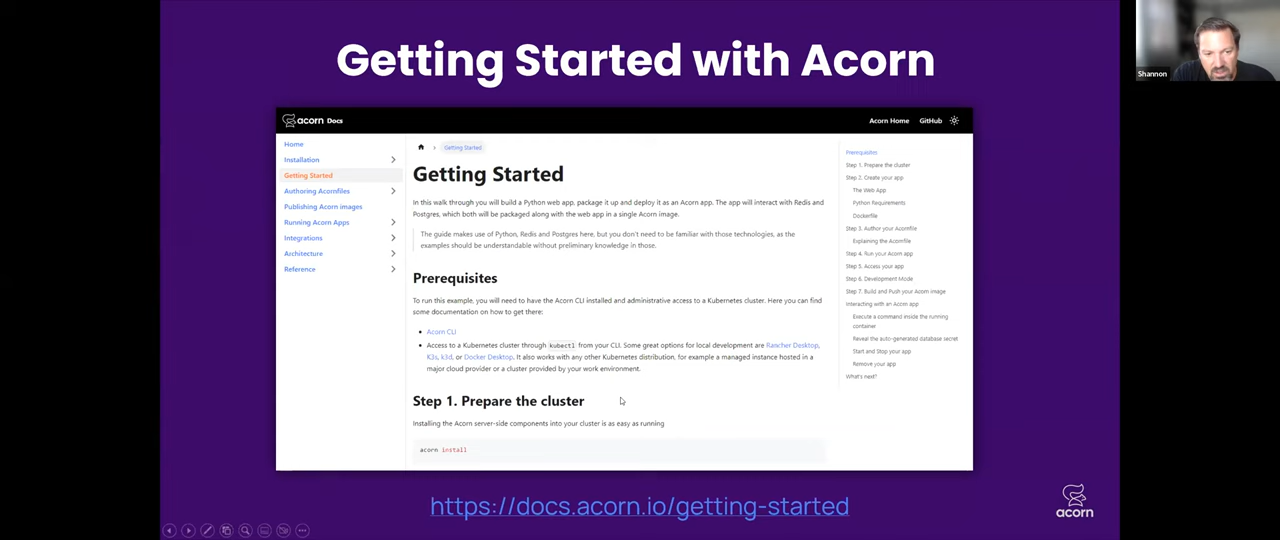 Getting Started with Acorn
Shannon
acorn Docs
Acorn Home
GitHub
Home
Installation
Getting Started
Authoring Acornfiles
Publishing Acorn images
Running Acorn Apps
Integrations
Architecture
Reference
Getting Started
Getting Started
In this walk through you will build a Python web app, package it up and deploy it as an Acorn app. The app will interact with Redis and
Postgres, which both will be packaged along with the web app in a single Acorn image.
The guide makes use of Python, Redis and Postgres here, but you don't need to be familiar with those technologies, as the
examples should be understandable without preliminary knowledge in those.
Prerequisites
To run this example, you will need to have the Acorn CLI installed and administrative access to a Kubernetes cluster. Here you can find
some documentation on how to get there:
Acorn CLI
Access to a Kubernetes cluster through kubectl from your CLI. Some great options for local development are Rancher Desktop,
K3s, k3d, or Docker Desktop. It also works with any other Kubernetes distribution, for example a managed instance hosted in a
major cloud provider or a cluster provided by your work environment.
Step 1. Prepare the cluster
Installing the Acorn server-side components into your cluster is as easy as running
acorn install
Prerequisites
Step 1. Prepare the cluster
Step 2. Create your app
The Web App
Python Requirements
Dockerfile
Step 3. Author your Acornfile
Explaining the Acornfile
Step 4. Run your Acorn app
Step 5. Access your app
Step 6. Development Mode
Step 7. Build and Push your Acorn image
Interacting with an Acorn app
Execute a command inside the running
container
Reveal the auto-generated database secret
Start and Stop your app
Remove your app
What's next?
https://docs.acorn.io/getting-started
acorn